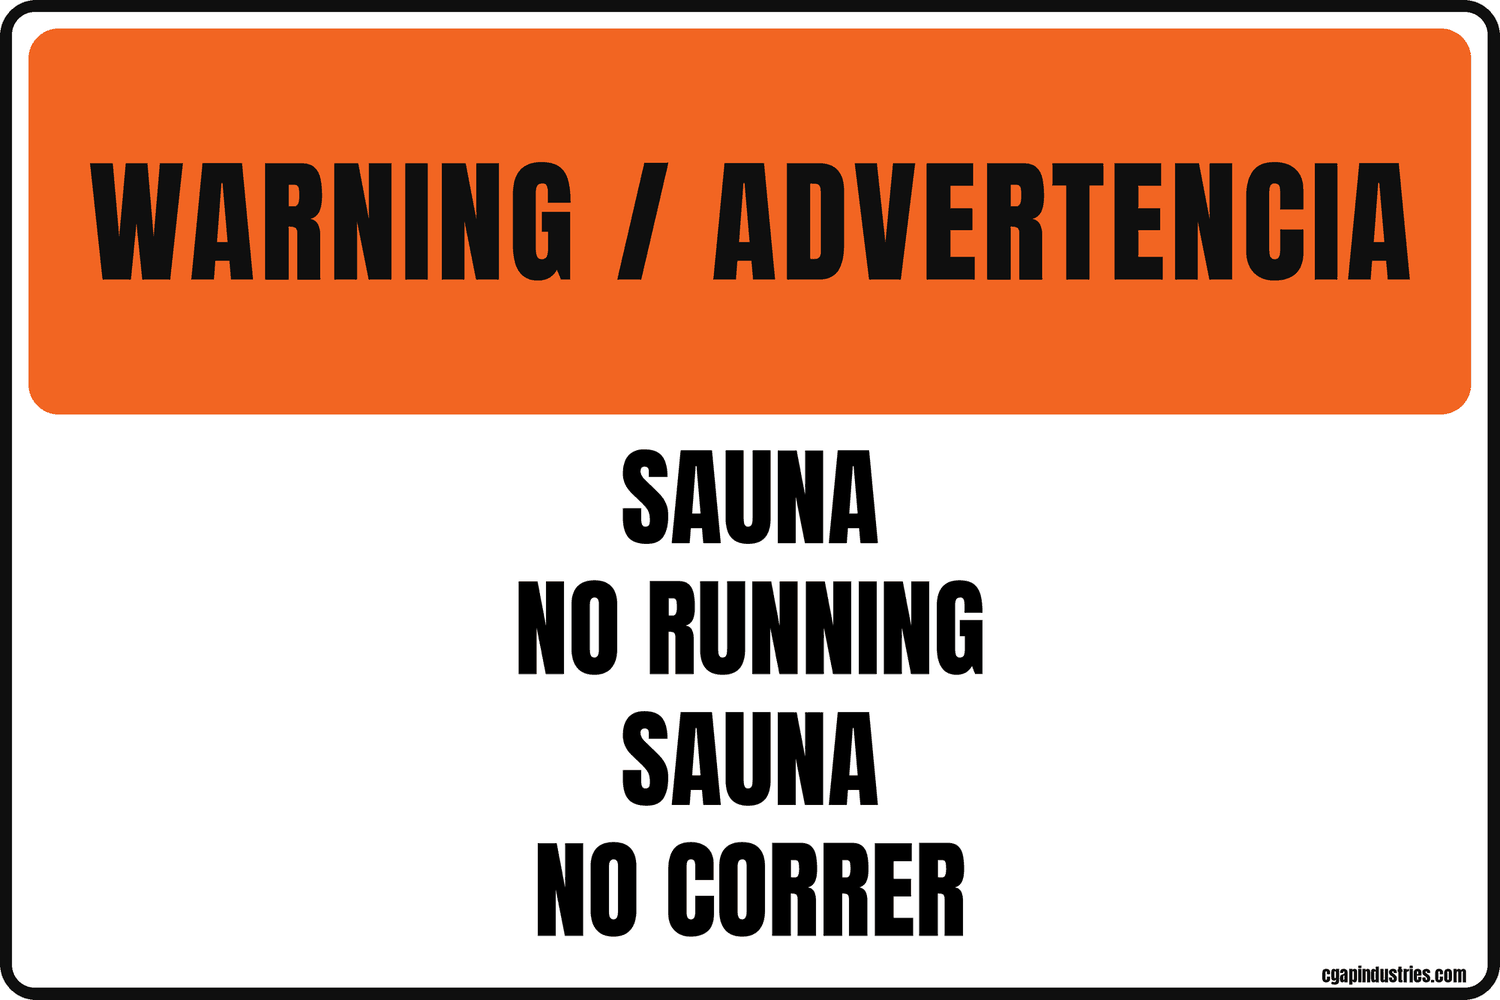 WARNING / ADVERTENCIA
SAUNA
NO RUNNING
SAUNA
NO CORRER
cgapindustries.com